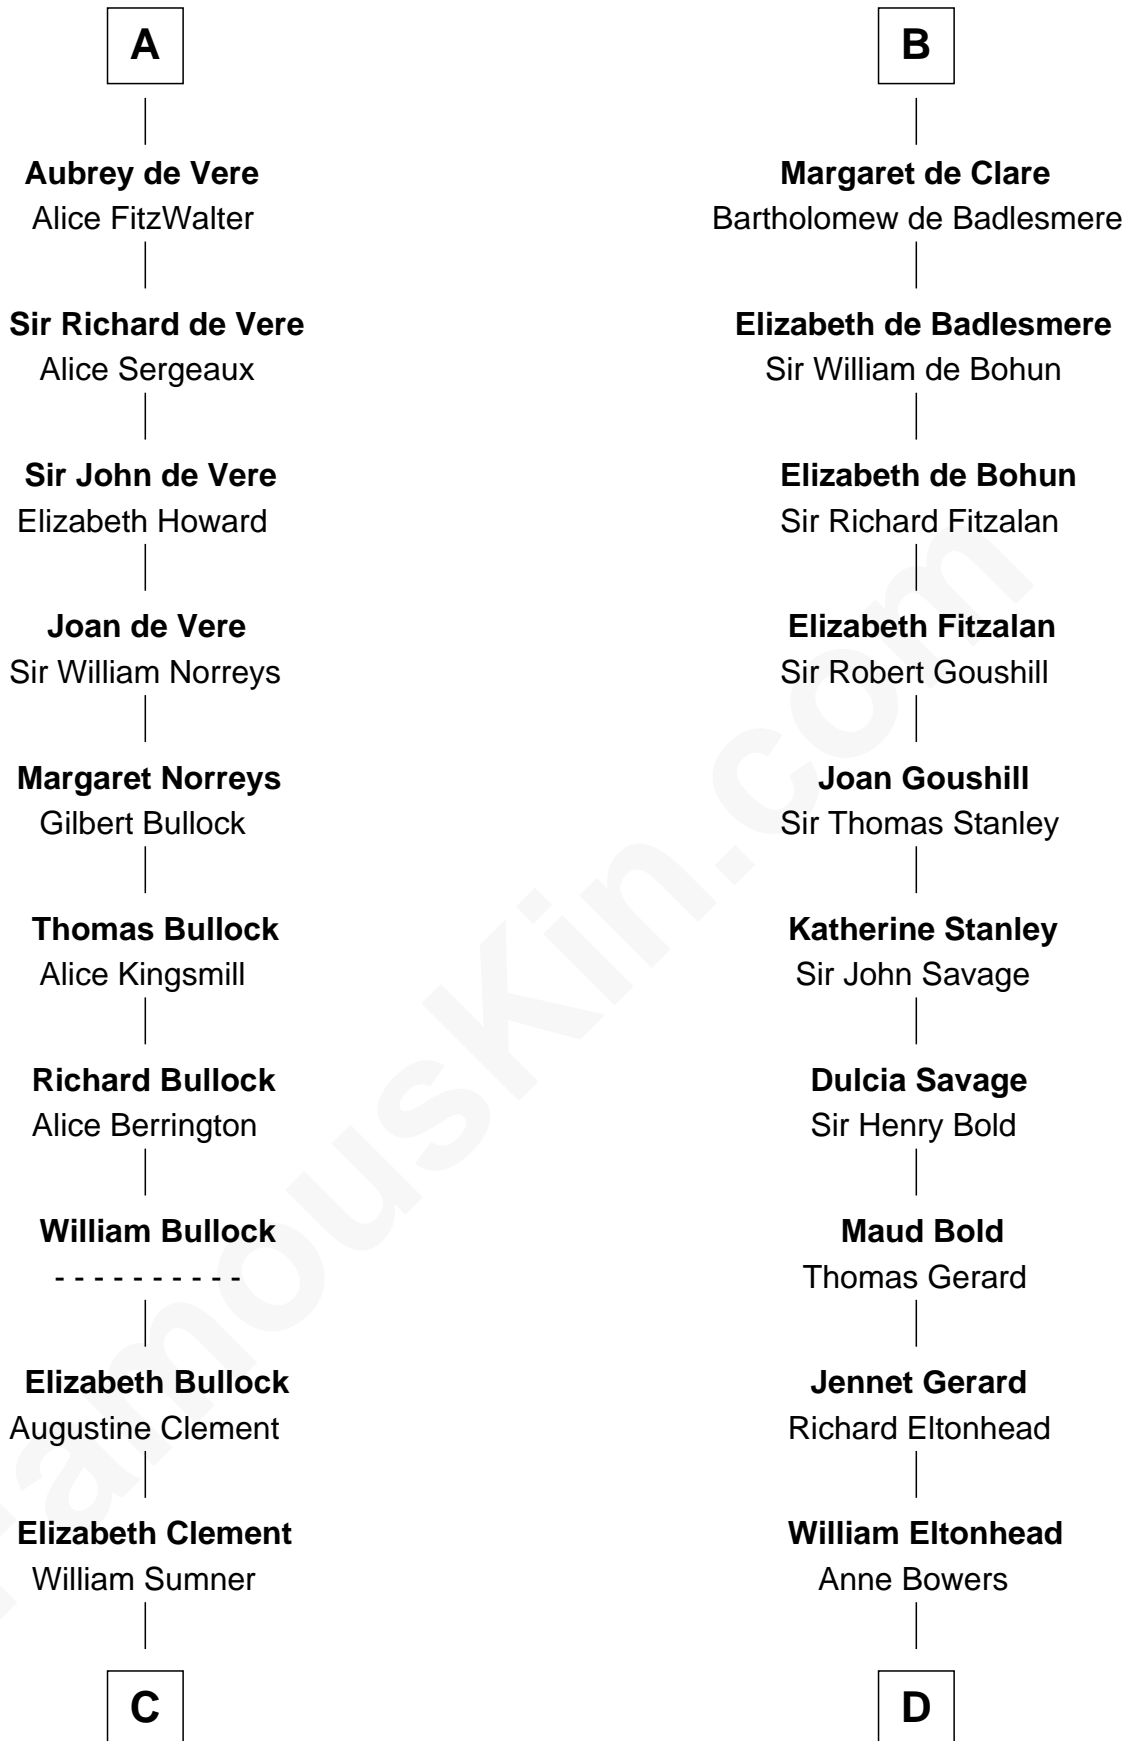 A
Aubrey de Vere
Alice FitzWalter
Sir Richard de Vere
Alice Sergeaux
Sir John de Vere
Elizabeth Howard
Joan de Vere
Sir William Norreys
Margaret Norreys
Gilbert Bullock
Thomas Bullock
Alice Kingsmill
Richard Bullock
Alice Berrington
William Bullock
- - - - - - - - - -
Elizabeth Bullock
Augustine Clement
Elizabeth Clement
William Sumner
C
B
Margaret de Clare
Bartholomew de Badlesmere
Elizabeth de Badlesmere
Sir William de Bohun
Elizabeth de Bohun
Sir Richard Fitzalan
Elizabeth Fitzalan
Sir Robert Goushill
Joan Goushill
Sir Thomas Stanley
Katherine Stanley
Sir John Savage
Dulcia Savage
Sir Henry Bold
Maud Bold
Thomas Gerard
Jennet Gerard
Richard Eltonhead
William Eltonhead
Anne Bowers
D
FamousKin.com